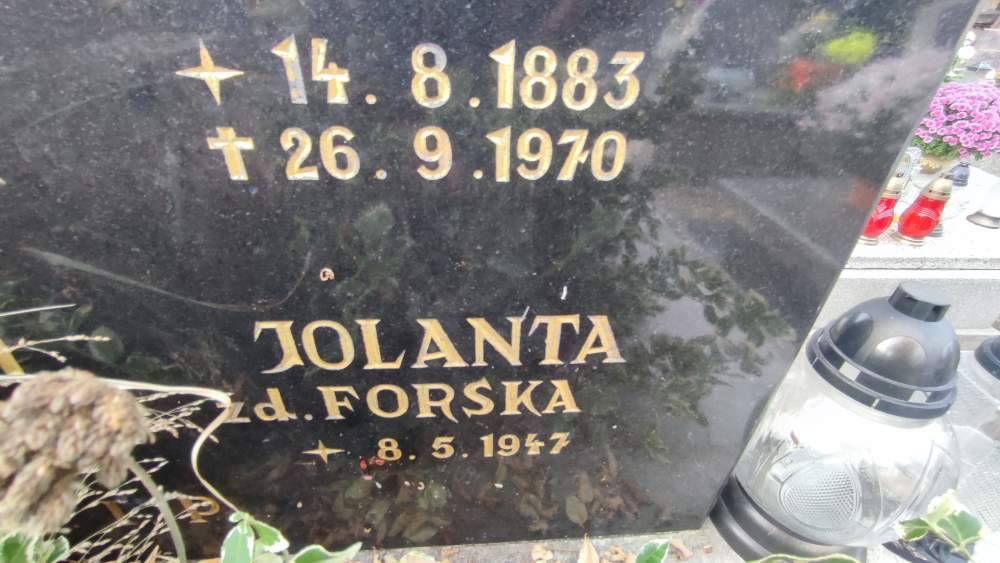 14. 8. 1883
† 26. 9. 1970
JOLANTA
zd. FORSKA
8. 5. 1947